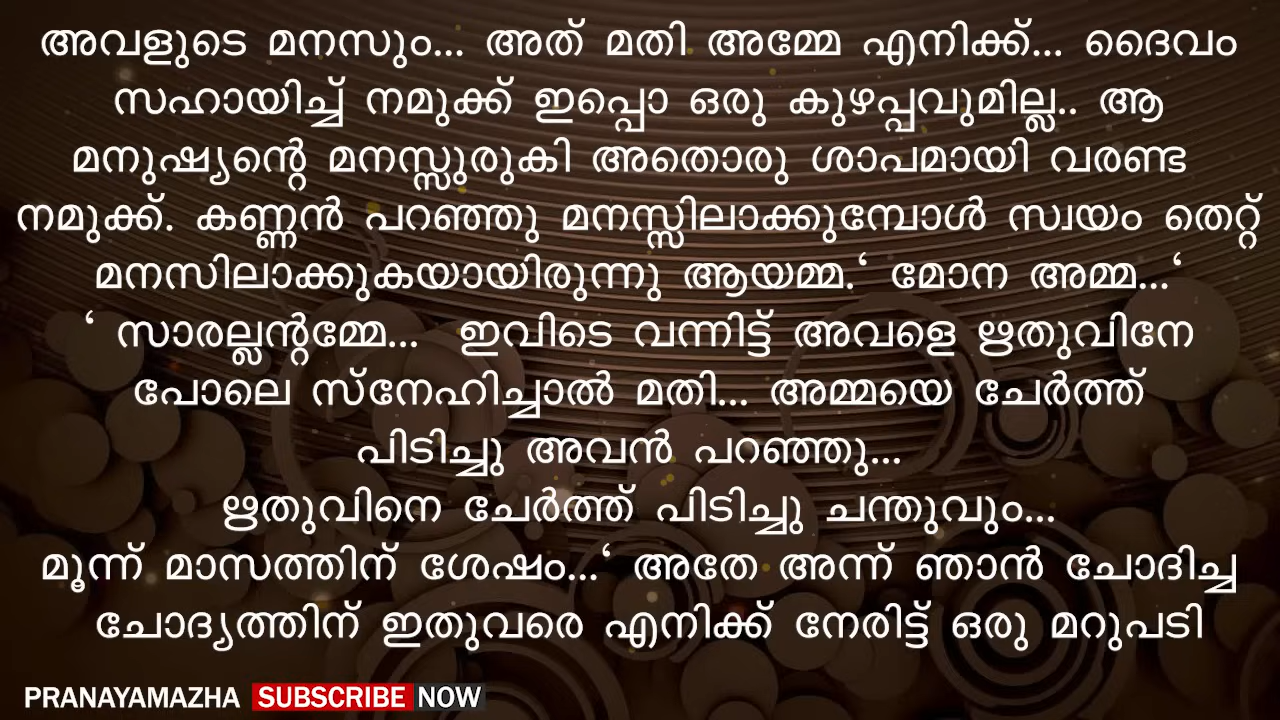 അവളുടെ മനസും... അത് മതി അമ്മേ എനിക്ക്... ദൈവം
സഹായിച്ച് നമുക്ക് ഇപ്പൊ ഒരു കുഴപ്പവുമില്ല.. ആ
മനുഷ്യന്റെ മനസ്സുരുകി അതൊരു ശാപമായി വരണ്ട
നമുക്ക്. കണ്ണൻ പറഞ്ഞു മനസ്സിലാക്കുമ്പോൾ സ്വയം തെറ്റ്
മനസിലാക്കുകയായിരുന്നു ആയമ്മ.‘ മോന അമ്മ...‘
‘ സാരല്ലന്റമ്മേ... ഇവിടെ വന്നിട്ട് അവളെ ഋതുവിനേ
പോലെ സ്നേഹിച്ചാൽ മതി... അമ്മയെ ചേർത്ത്
പിടിച്ചു അവൻ പറഞ്ഞു...
ഋതുവിനെ ചേർത്ത് പിടിച്ചു ചന്തുവും...
മൂന്ന് മാസത്തിന് ശേഷം...‘ അതേ അന്ന് ഞാൻ ചോദിച്ച
ചോദ്യത്തിന് ഇതുവരെ എനിക്ക് നേരിട്ട് ഒരു മറുപടി
PRANAYAMAZHA SUBSCRIBE NOW